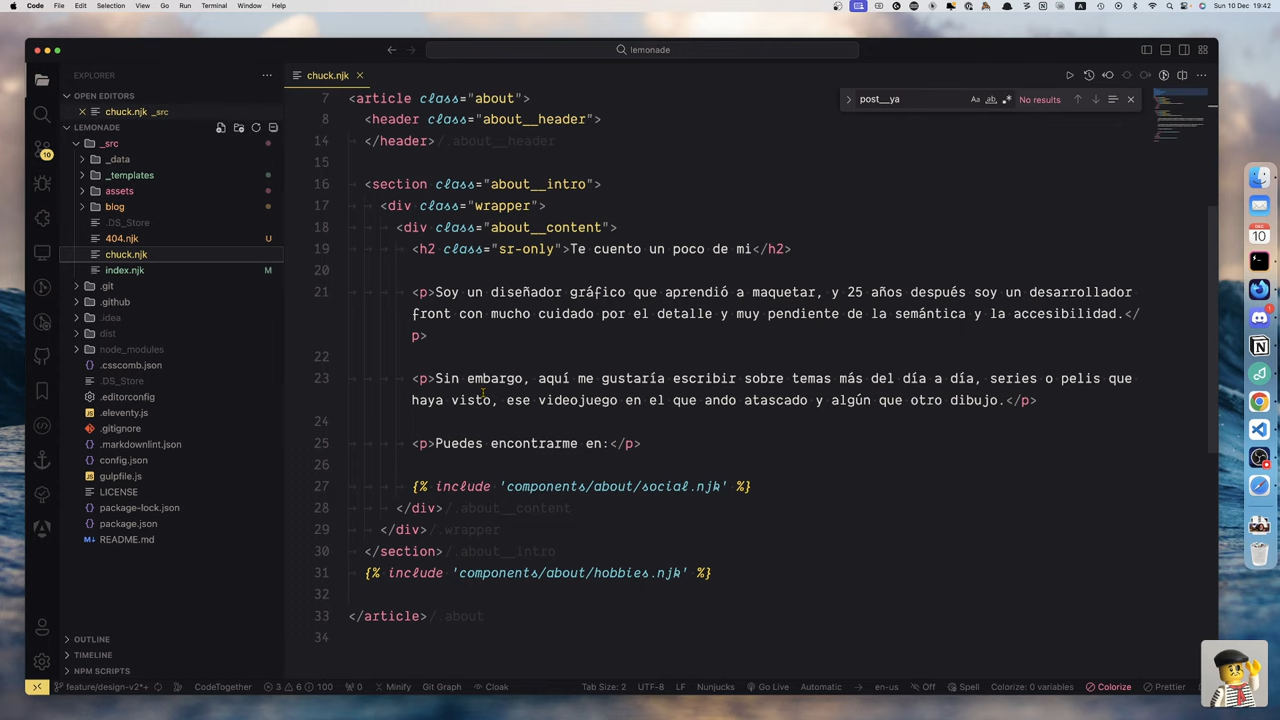 Code File Edit Selection View Go Run Terminal Window Help
Sun 10 Dec 19:42
lemonade
EXPLORER
OPEN EDITORS
chuck.njk _src
LEMONADE
_src
_data
_templates
assets
blog
.DS_Store
404.njk U
chuck.njk
index.njk M
.git
.github
.idea
dist
node_modules
.csscomb.json
.DS_Store
.editorconfig
.eleventy.js
.gitignore
.markdownlint.json
config.json
gulpfile.js
LICENSE
package-lock.json
package.json
README.md
OUTLINE
TIMELINE
NPM SCRIPTS
10
chuck.njk
post__ya
Aa ab No results
7 <article class="about">
8 <header class="about__header">
14 </header>/.about__header
15
16 <section class="about__intro">
17 <div class="wrapper">
18 <div class="about__content">
19 <h2 class="sr-only">Te cuento un poco de mi</h2>
20
21 <p>Soy un diseñador gráfico que aprendió a maquetar, y 25 años después soy un desarrollador
front con mucho cuidado por el detalle y muy pendiente de la semántica y la accesibilidad.</
p>
22
23 <p>Sin embargo, aquí me gustaría escribir sobre temas más del día a día, series o pelis que
haya visto, ese videojuego en el que ando atascado y algún que otro dibujo.</p>
24
25 <p>Puedes encontrarme en:</p>
26
27 {% include 'components/about/social.njk' %}
28 </div>/.about__content
29 </div>/.wrapper
30 </section>/.about__intro
31 {% include 'components/about/hobbies.njk' %}
32
33 </article>/.about
34
feature/design-v2*+ CodeTogether 3 6 100 0 Minify Git Graph Cloak Tab Size: 2 UTF-8 LF Nunjucks Go Live Automatic en-us Off Spell Colorize: 0 variables Colorize Prettier
DEC
10